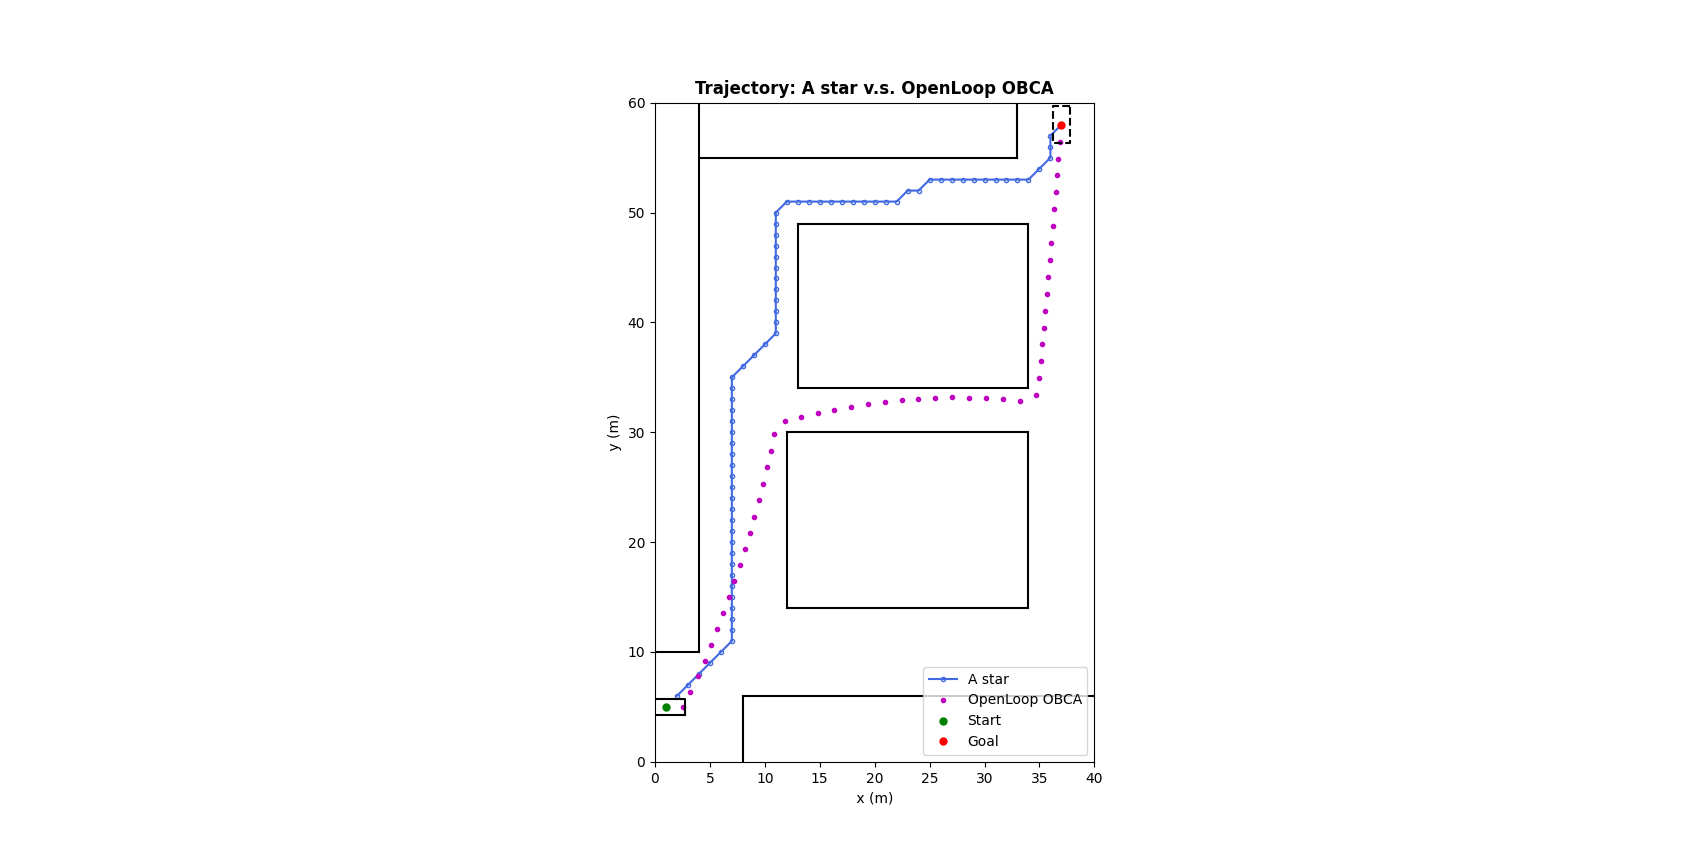 Trajectory: A star v.s. OpenLoop OBCA
60
50
40
30
20
10
0
y (m)
A star
OpenLoop OBCA
Start
Goal
0 5 10 15 20 25 30 35 40
x (m)